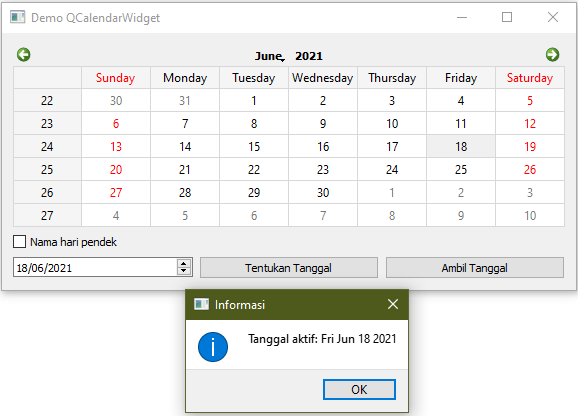 Demo QCalendarWidget
June, 2021
Sunday Monday Tuesday Wednesday Thursday Friday Saturday
22 30 31 1 2 3 4 5
23 6 7 8 9 10 11 12
24 13 14 15 16 17 18 19
25 20 21 22 23 24 25 26
26 27 28 29 30 1 2 3
27 4 5 6 7 8 9 10
Nama hari pendek
18/06/2021 Tentukan Tanggal Ambil Tanggal
Informasi
Tanggal aktif: Fri Jun 18 2021
OK